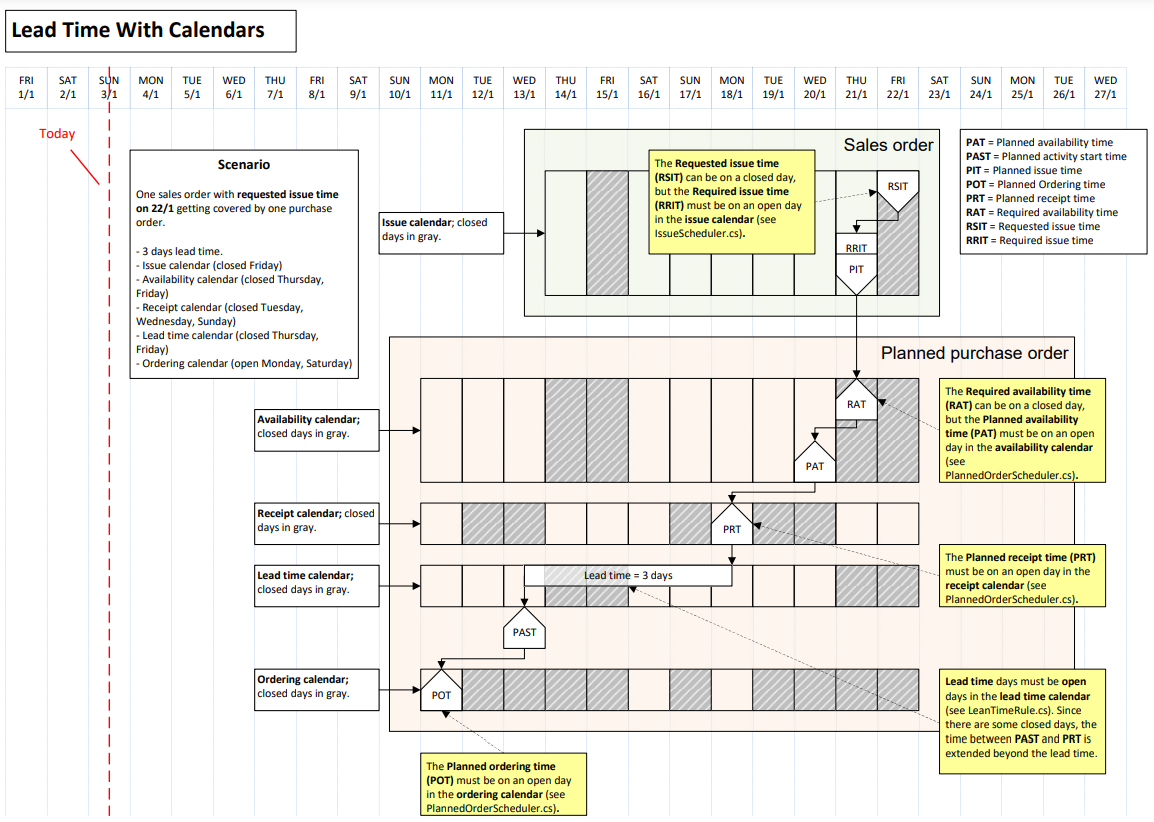 Lead Time With Calendars
FRI SAT SUN MON TUE WED THU FRI SAT SUN MON TUE WED THU FRI SAT SUN MON TUE WED THU FRI SAT SUN MON TUE WED
1/1 2/1 3/1 4/1 5/1 6/1 7/1 8/1 9/1 10/1 11/1 12/1 13/1 14/1 15/1 16/1 17/1 18/1 19/1 20/1 21/1 22/1 23/1 24/1 25/1 26/1 27/1
Today
Scenario
One sales order with requested issue time
on 22/1 getting covered by one purchase
order.
- 3 days lead time.
- Issue calendar (closed Friday)
- Availability calendar (closed Thursday,
Friday)
- Receipt calendar (closed Tuesday,
Wednesday, Sunday)
- Lead time calendar (closed Thursday,
Friday)
- Ordering calendar (open Monday, Saturday)
Sales order
Issue calendar; closed
days in gray.
The Requested issue time
(RSIT) can be on a closed day,
but the Required issue time
(RRIT) must be on an open day
in the issue calendar (see
IssueScheduler.cs).
RSIT
RRIT
PIT
PAT = Planned availability time
PAST = Planned activity start time
PIT = Planned issue time
POT = Planned Ordering time
PRT = Planned receipt time
RAT = Required availability time
RSIT = Requested issue time
RRIT = Required issue time
Planned purchase order
Availability calendar;
closed days in gray.
RAT
PAT
The Required availability time
(RAT) can be on a closed day,
but the Planned availability
time (PAT) must be on an open
day in the availability calendar
(see
PlannedOrderScheduler.cs).
Receipt calendar; closed
days in gray.
PRT
The Planned receipt time (PRT)
must be on an open day in the
receipt calendar (see
PlannedOrderScheduler.cs).
Lead time calendar;
closed days in gray.
Lead time = 3 days
PAST
Ordering calendar;
closed days in gray.
POT
Lead time days must be open
days in the lead time calendar
(see LeanTimeRule.cs). Since
there are some closed days, the
time between PAST and PRT is
extended beyond the lead time.
The Planned ordering time
(POT) must be on an open day
in the ordering calendar (see
PlannedOrderScheduler.cs).